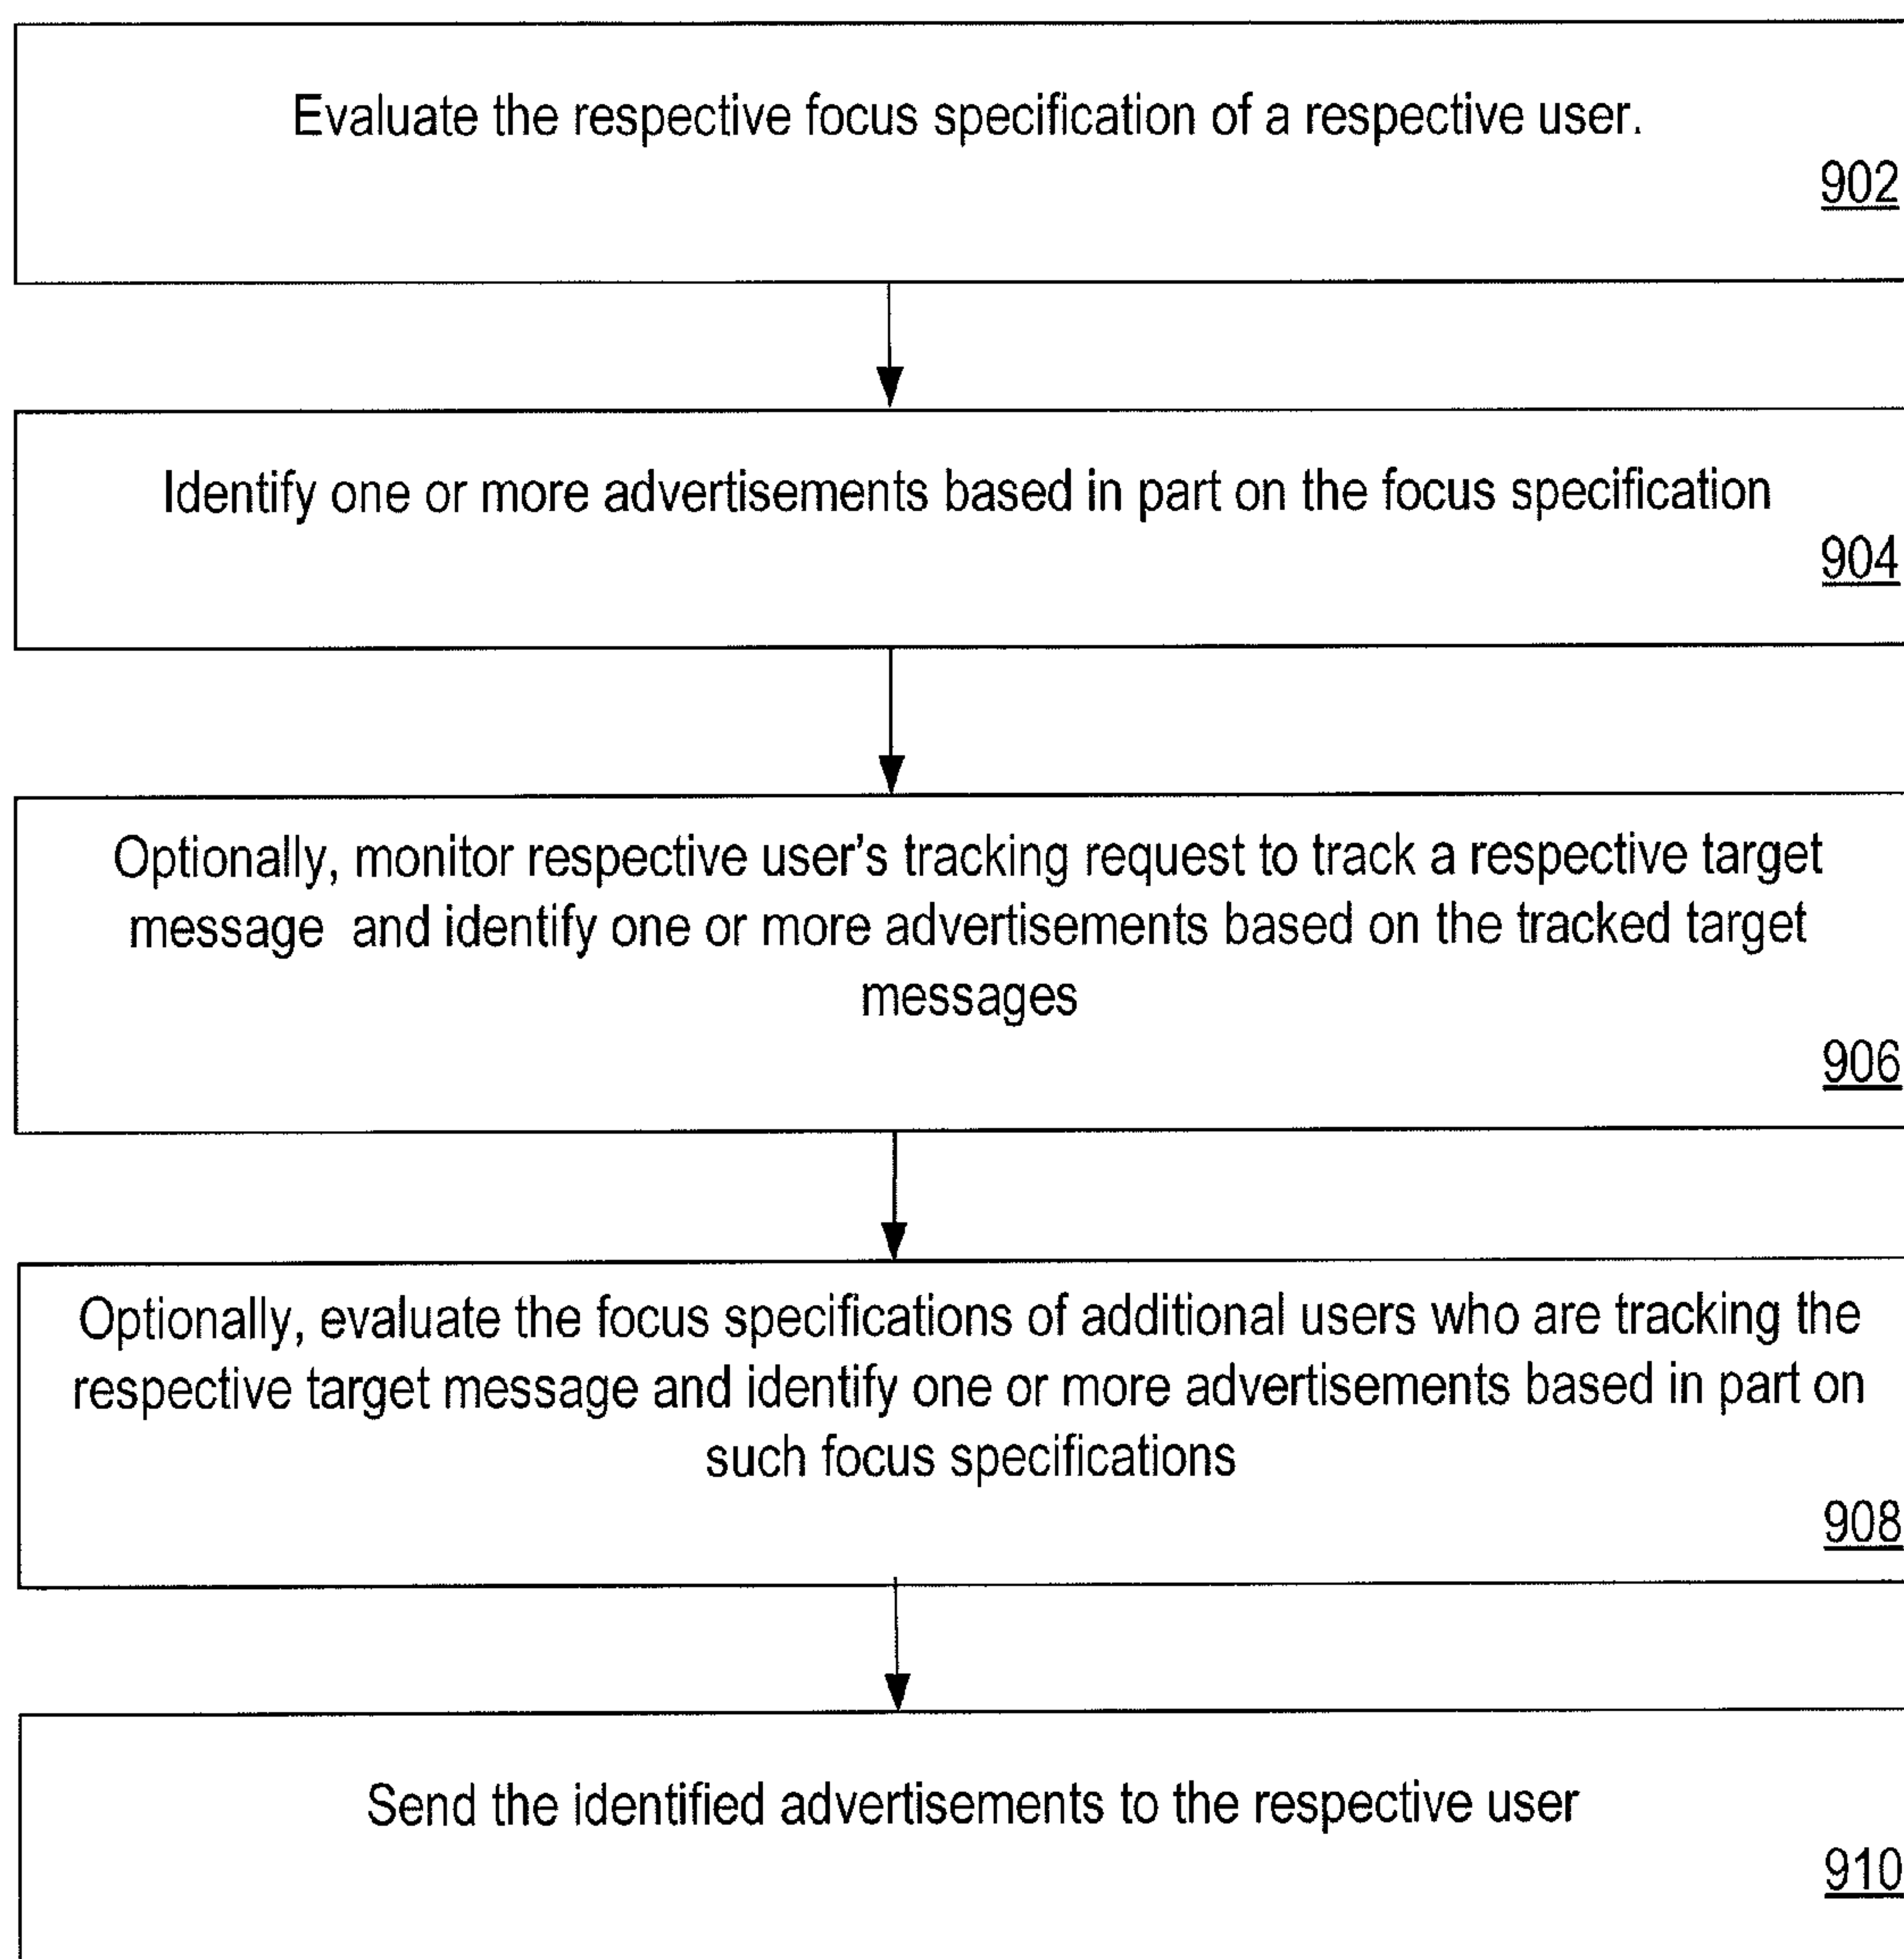 Evaluate the respective focus specification of a respective user.
902
Identify one or more advertisements based in part on the focus specification
904
Optionally, monitor respective user's tracking request to track a respective target
message and identify one or more advertisements based on the tracked target
messages
906
Optionally, evaluate the focus specifications of additional users who are tracking the
respective target message and identify one or more advertisements based in part on
such focus specifications
908
Send the identified advertisements to the respective user
910